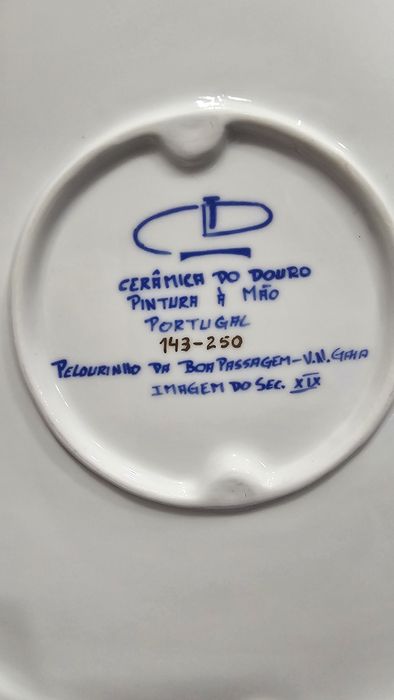 CERÂMICA DO DOURO
PINTURA À MÃO
PORTUGAL
143-250
PELOURINHO DA BOA PASSAGEM-V.N.GAIA
IMAGEM DO SEC. XIX